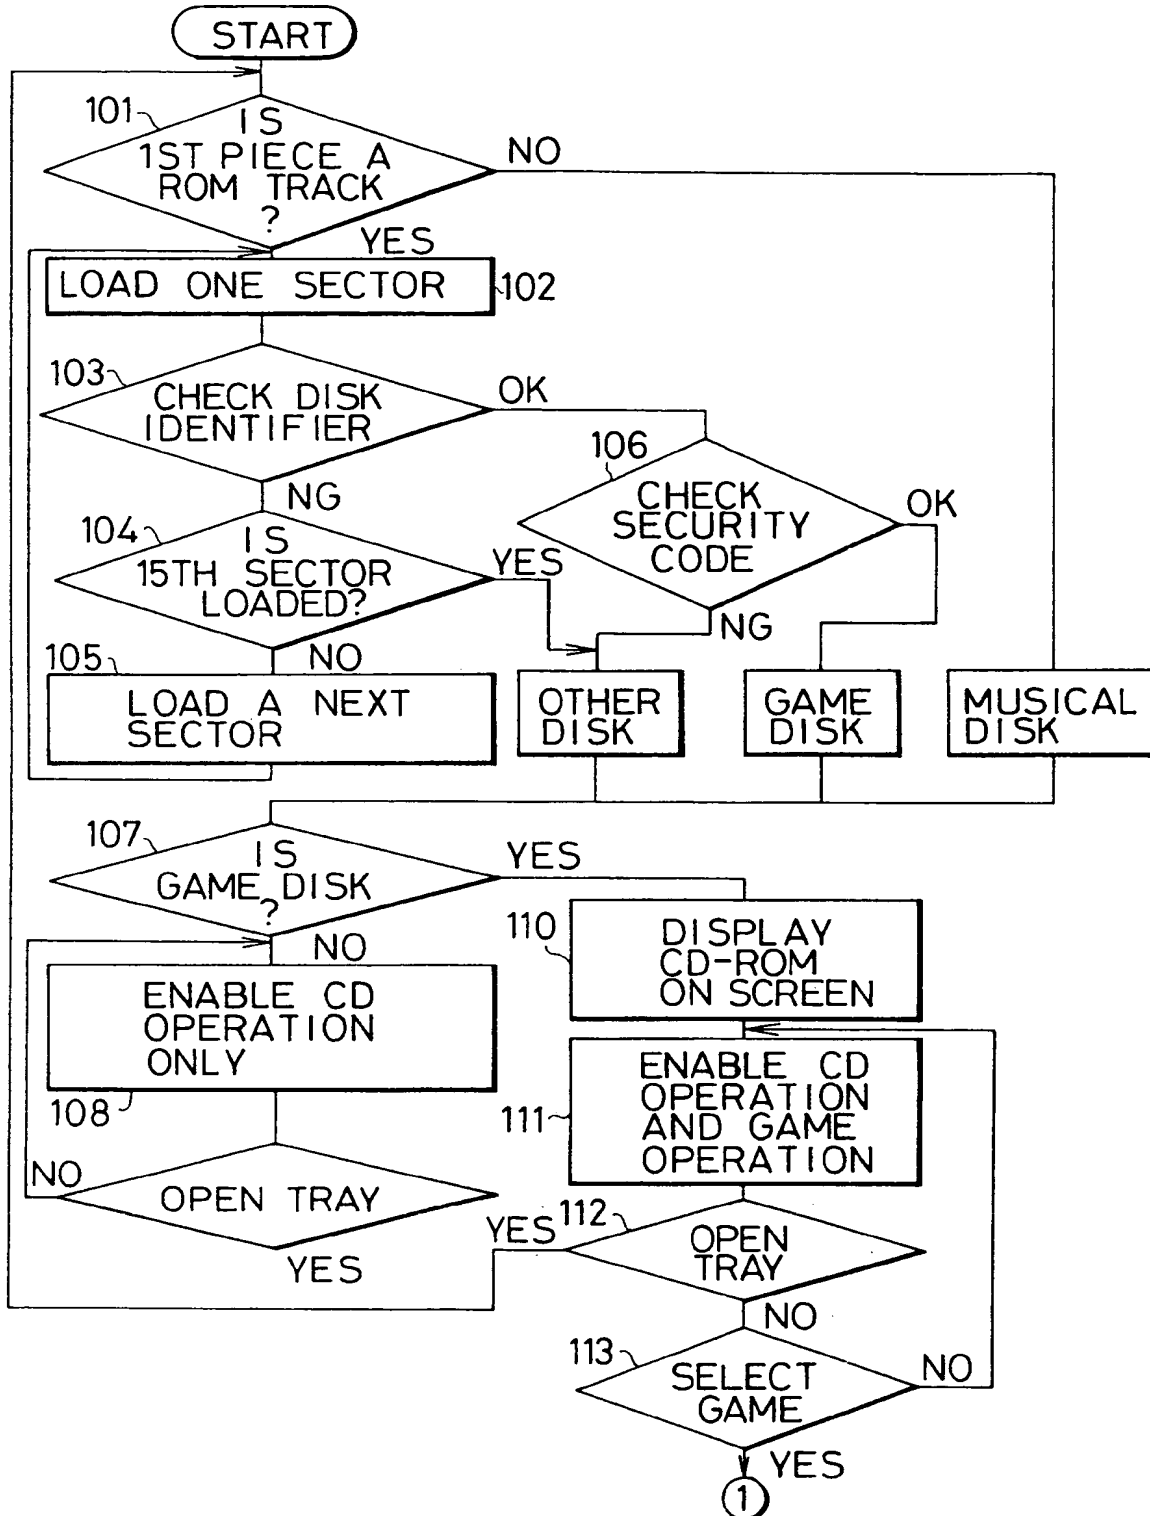 START
101
IS
1ST PIECE A
ROM TRACK
?
NO
YES
LOAD ONE SECTOR
102
103
CHECK DISK
IDENTIFIER
OK
NG
106
CHECK
SECURITY
CODE
OK
NG
104
IS
15TH SECTOR
LOADED?
YES
NO
105
LOAD A NEXT
SECTOR
OTHER
DISK
GAME
DISK
MUSICAL
DISK
107
IS
GAME DISK
?
YES
NO
110
DISPLAY
CD-ROM
ON SCREEN
ENABLE CD
OPERATION
ONLY
108
111
ENABLE CD
OPERATION
AND GAME
OPERATION
NO
OPEN TRAY
YES
112
YES
OPEN
TRAY
NO
113
SELECT
GAME
NO
YES
1